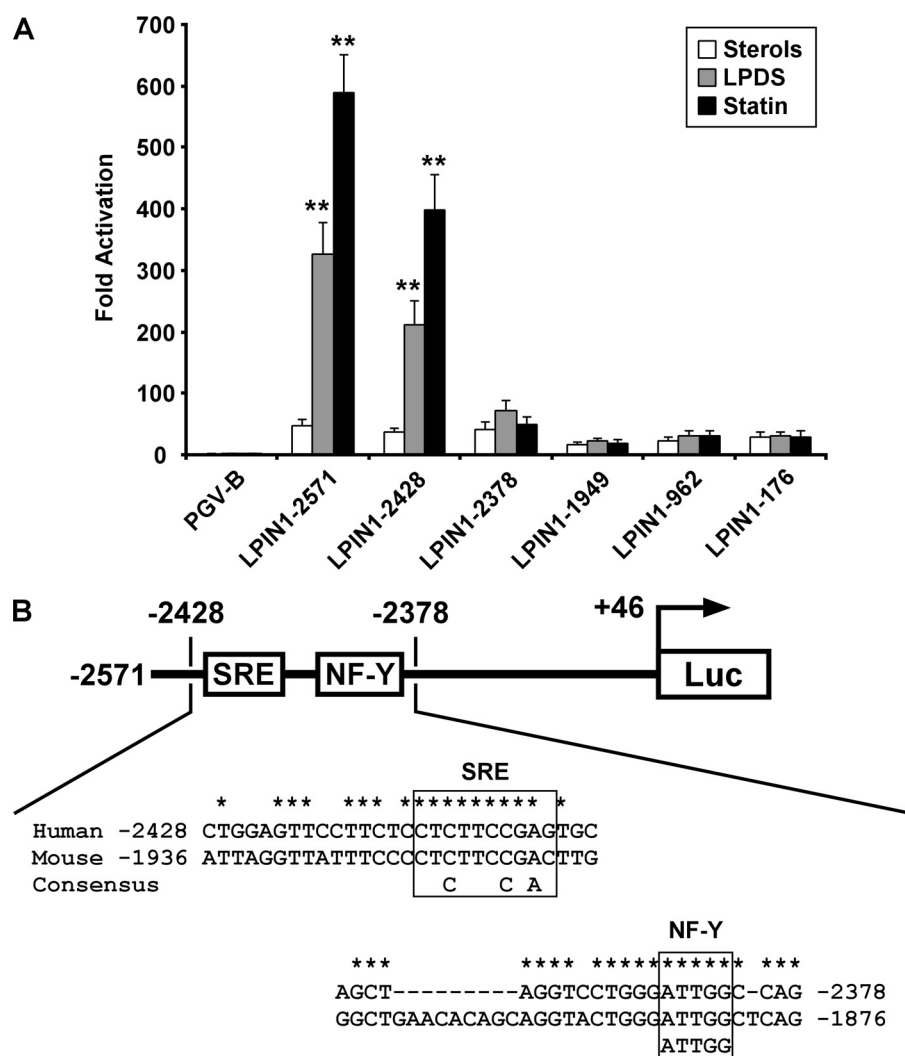 A
700
600
500
400
300
200
100
0
Fold Activation
** ** ** **
Sterols
LPDS
Statin
PGV-B
LPIN1-2571
LPIN1-2428
LPIN1-2378
LPIN1-1949
LPIN1-962
LPIN1-176
B
-2428 -2378 +46
-2571 SRE NF-Y Luc
SRE
* *** *** ********** *
Human -2428 CTGGAGTTCCTTCTCCTCTTCCGAGTGC
Mouse -1936 ATTAGGTTATTTCCCCTCTTCCGACTTG
Consensus C C A
NF-Y
*** **** *********** ***
AGCT---------AGGTCCTGGGATTGGC-CAG -2378
GGCTGAACACAGCAGGTACTGGGATTGGCTCAG -1876
ATTGG